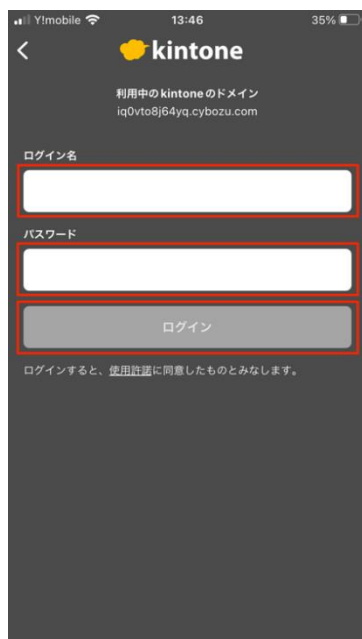 Y!mobile 13:46 35%
kintone
利用中のkintoneのドメイン
iq0vto8j64yq.cybozu.com
ログイン名
パスワード
ログイン
ログインすると、使用許諾に同意したものとみなします。